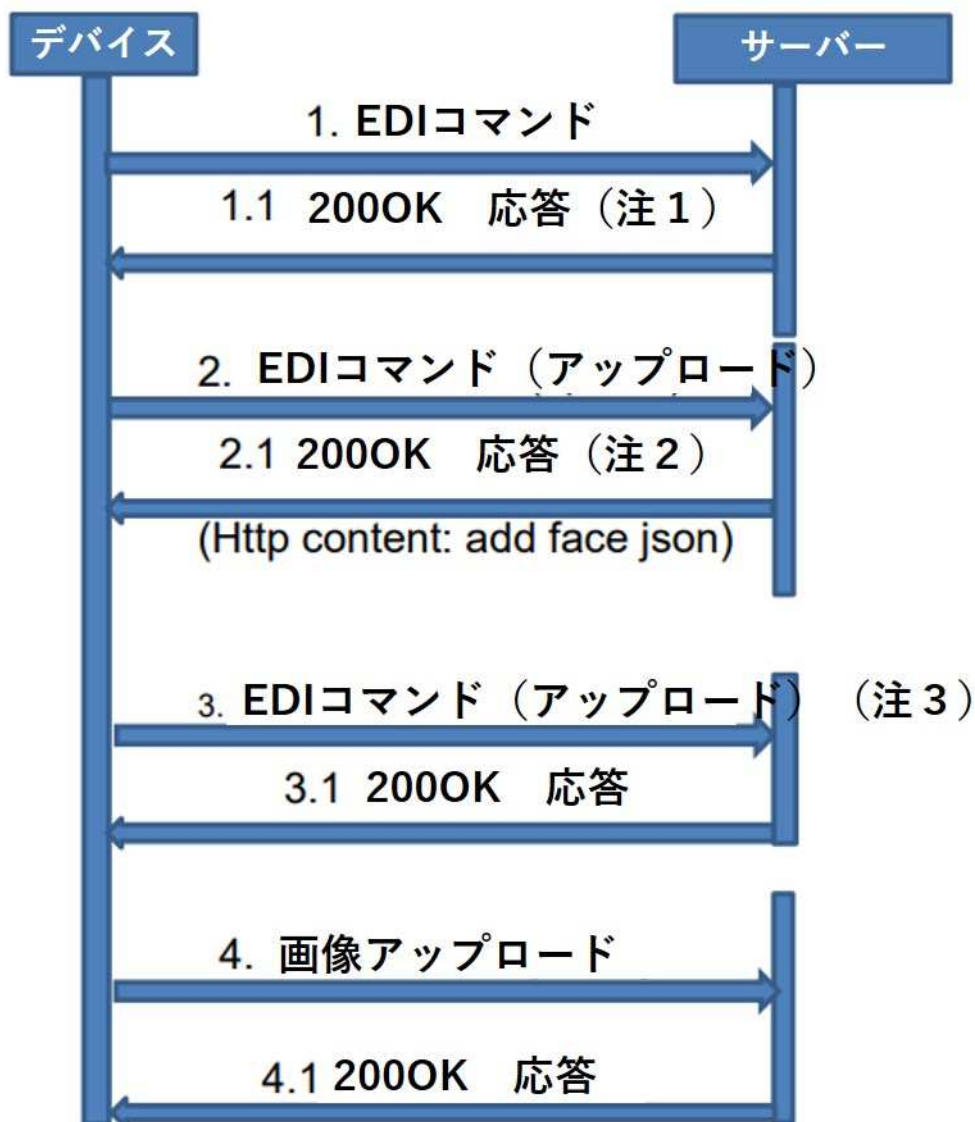 デバイス
サーバー
1. EDIコマンド
1.1 200OK　応答（注１）
2. EDIコマンド（アップロード）
2.1 200OK　応答（注２）
(Http content: add face json)
3. EDIコマンド（アップロード）（注３）
3.1 200OK　応答
4. 画像アップロード
4.1 200OK　応答